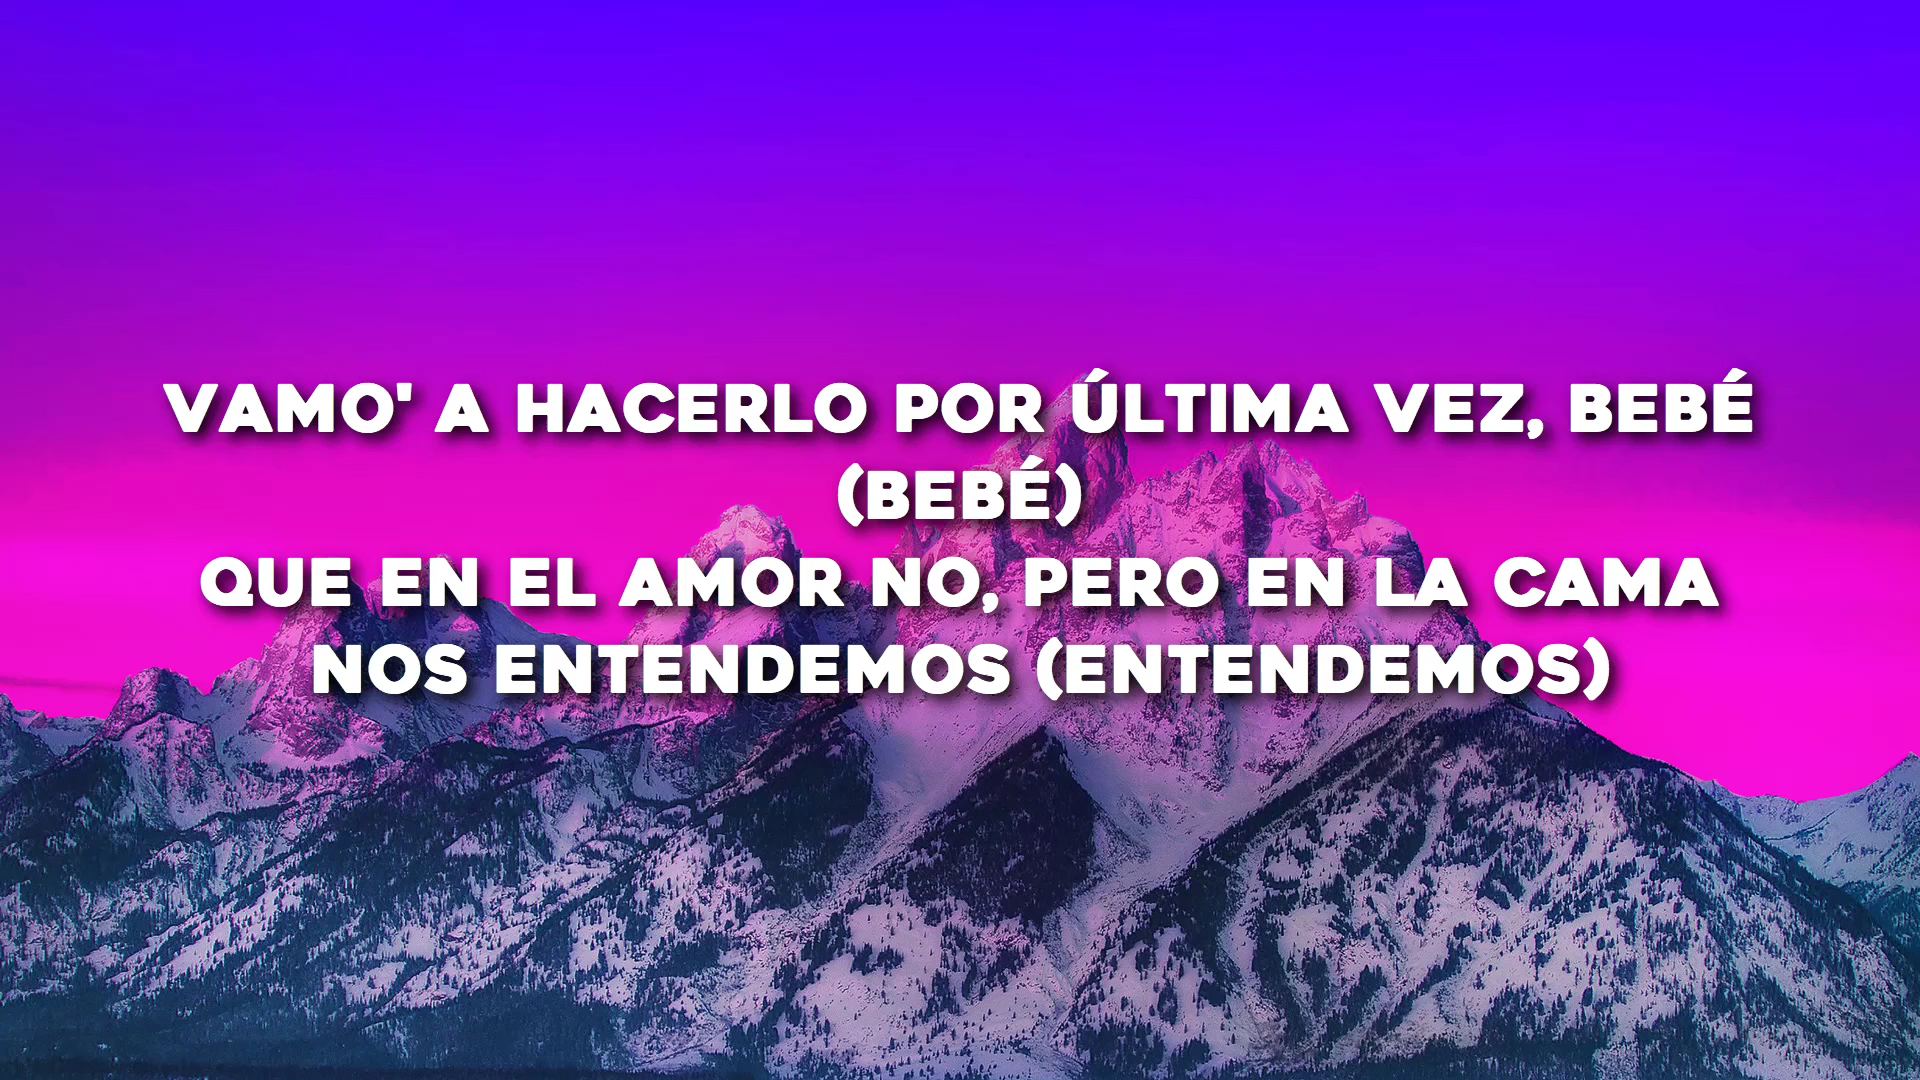 VAMO' A HACERLO POR ÚLTIMA VEZ, BEBÉ
(BEBÉ)
QUE EN EL AMOR NO, PERO EN LA CAMA
NOS ENTENDEMOS (ENTENDEMOS)